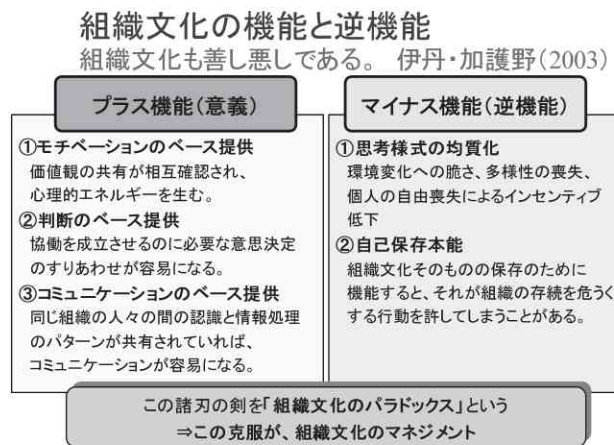 組織文化の機能と逆機能
組織文化も善し悪しである。 伊丹・加護野(2003)
プラス機能(意義)
①モチベーションのベース提供
価値観の共有が相互確認され、
心理的エネルギーを生む。
②判断のベース提供
協働を成立させるのに必要な意思決定
のすりあわせが容易になる。
③コミュニケーションのベース提供
同じ組織の人々の間の認識と情報処理
のパターンが共有されていれば、
コミュニケーションが容易になる。
マイナス機能(逆機能)
①思考様式の均質化
環境変化への脆さ、多様性の喪失、
個人の自由喪失によるインセンティブ
低下
②自己保存本能
組織文化そのものの保存のために
機能すると、それが組織の存続を危うく
する行動を許してしまうことがある。
この諸刃の剣を「組織文化のパラドックス」という
⇒この克服が、組織文化のマネジメント